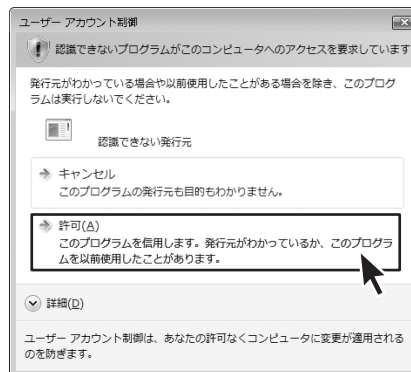 ユーザー アカウント制御
認識できないプログラムがこのコンピュータへのアクセスを要求しています
発行元がわかっている場合や以前使用したことがある場合を除き、このプログ
ラムは実行しないでください。
認識できない発行元
キャンセル
このプログラムの発行元も目的もわかりません。
許可(A)
このプログラムを信用します。発行元がわかっているか、このプログラ
ムを以前使用したことがあります。
詳細(D)
ユーザー アカウント制御は、あなたの許可なくコンピュータに変更が適用される
のを防ぎます。